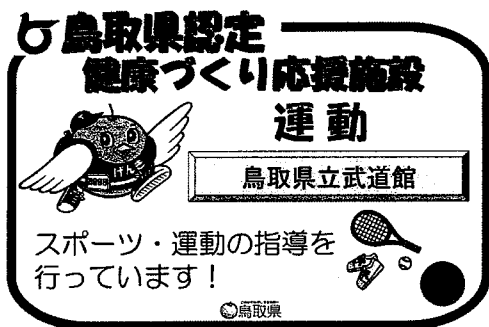 鳥取県認定
健康づくり応援施設
運動
鳥取県立武道館
スポーツ・運動の指導を
行っています！
鳥取県